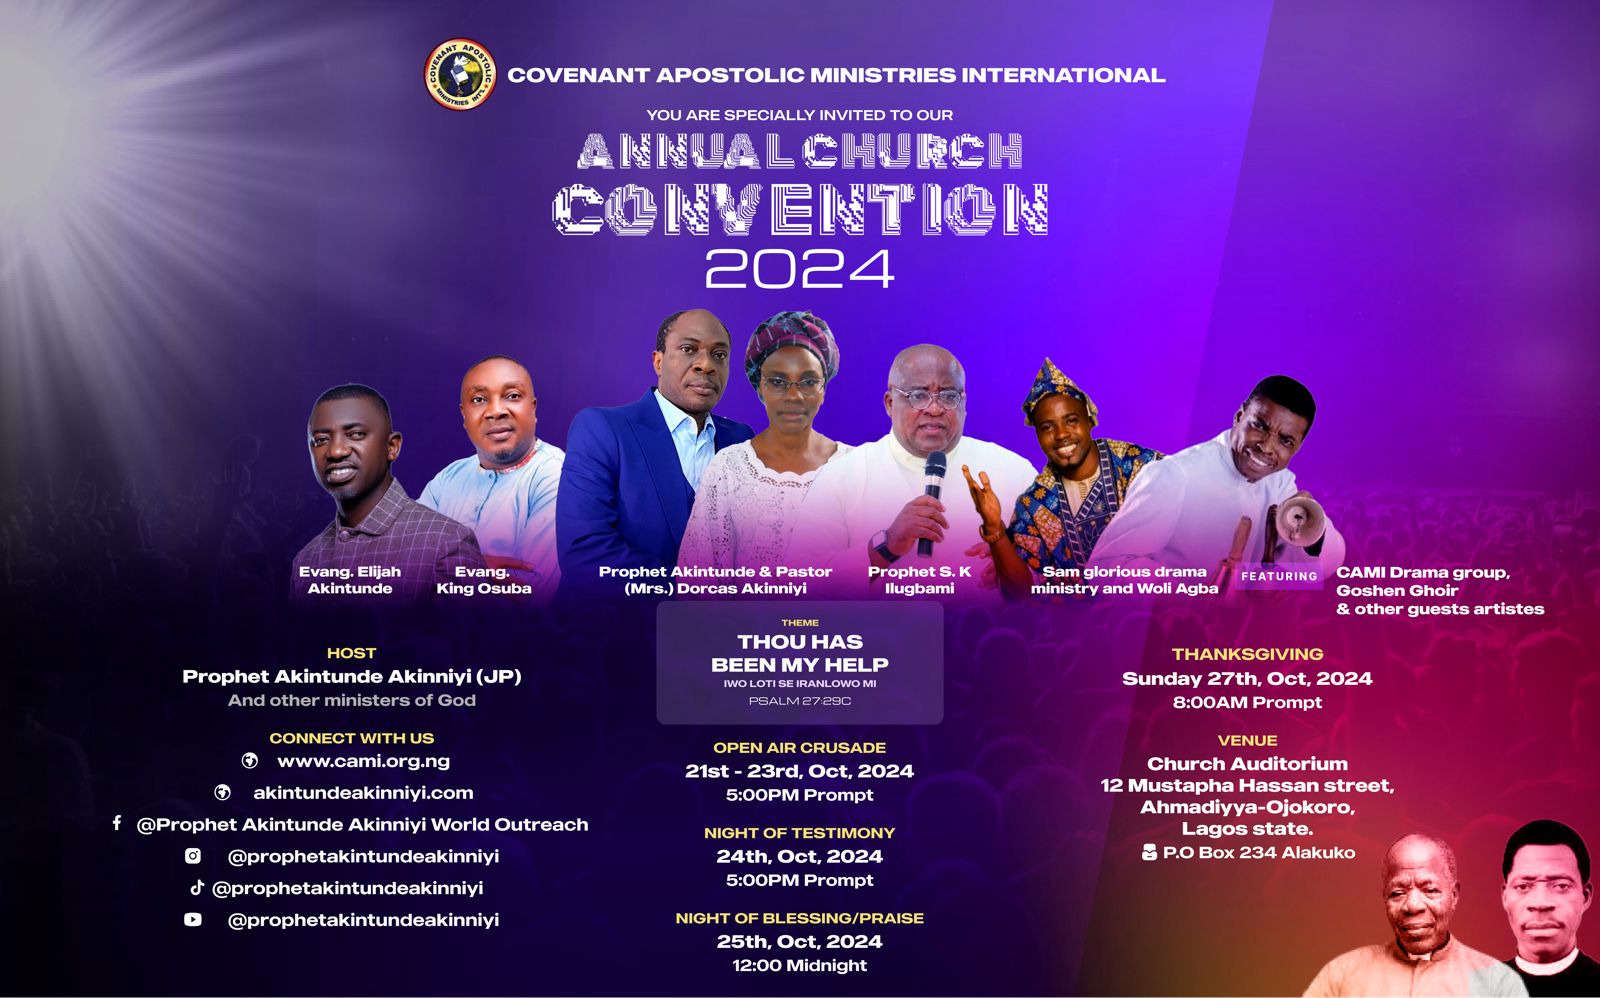 COVENANT APOSTOLIC
MINISTRIES INT'L
COVENANT APOSTOLIC MINISTRIES INTERNATIONAL
YOU ARE SPECIALLY INVITED TO OUR
ANNUAL CHURCH
CONVENTION
2024
Evang. Elijah
Akintunde
Evang.
King Osuba
Prophet Akintunde & Pastor
(Mrs.) Dorcas Akinniyi
Prophet S. K
Ilugbami
Sam glorious drama
ministry and Woli Agba
FEATURING
CAMI Drama group,
Goshen Ghoir
& other guests artistes
HOST
Prophet Akintunde Akinniyi (JP)
And other ministers of God
CONNECT WITH US
www.cami.org.ng
akintundeakinniyi.com
@Prophet Akintunde Akinniyi World Outreach
@prophetakintundeakinniyi
@prophetakintundeakinniyi
@prophetakintundeakinniyi
THEME
THOU HAS
BEEN MY HELP
IWO LOTI SE IRANLOWO MI
PSALM 27:29C
OPEN AIR CRUSADE
21st - 23rd, Oct, 2024
5:00PM Prompt
NIGHT OF TESTIMONY
24th, Oct, 2024
5:00PM Prompt
NIGHT OF BLESSING/PRAISE
25th, Oct, 2024
12:00 Midnight
THANKSGIVING
Sunday 27th, Oct, 2024
8:00AM Prompt
VENUE
Church Auditorium
12 Mustapha Hassan street,
Ahmadiyya-Ojokoro,
Lagos state.
P.O Box 234 Alakuko